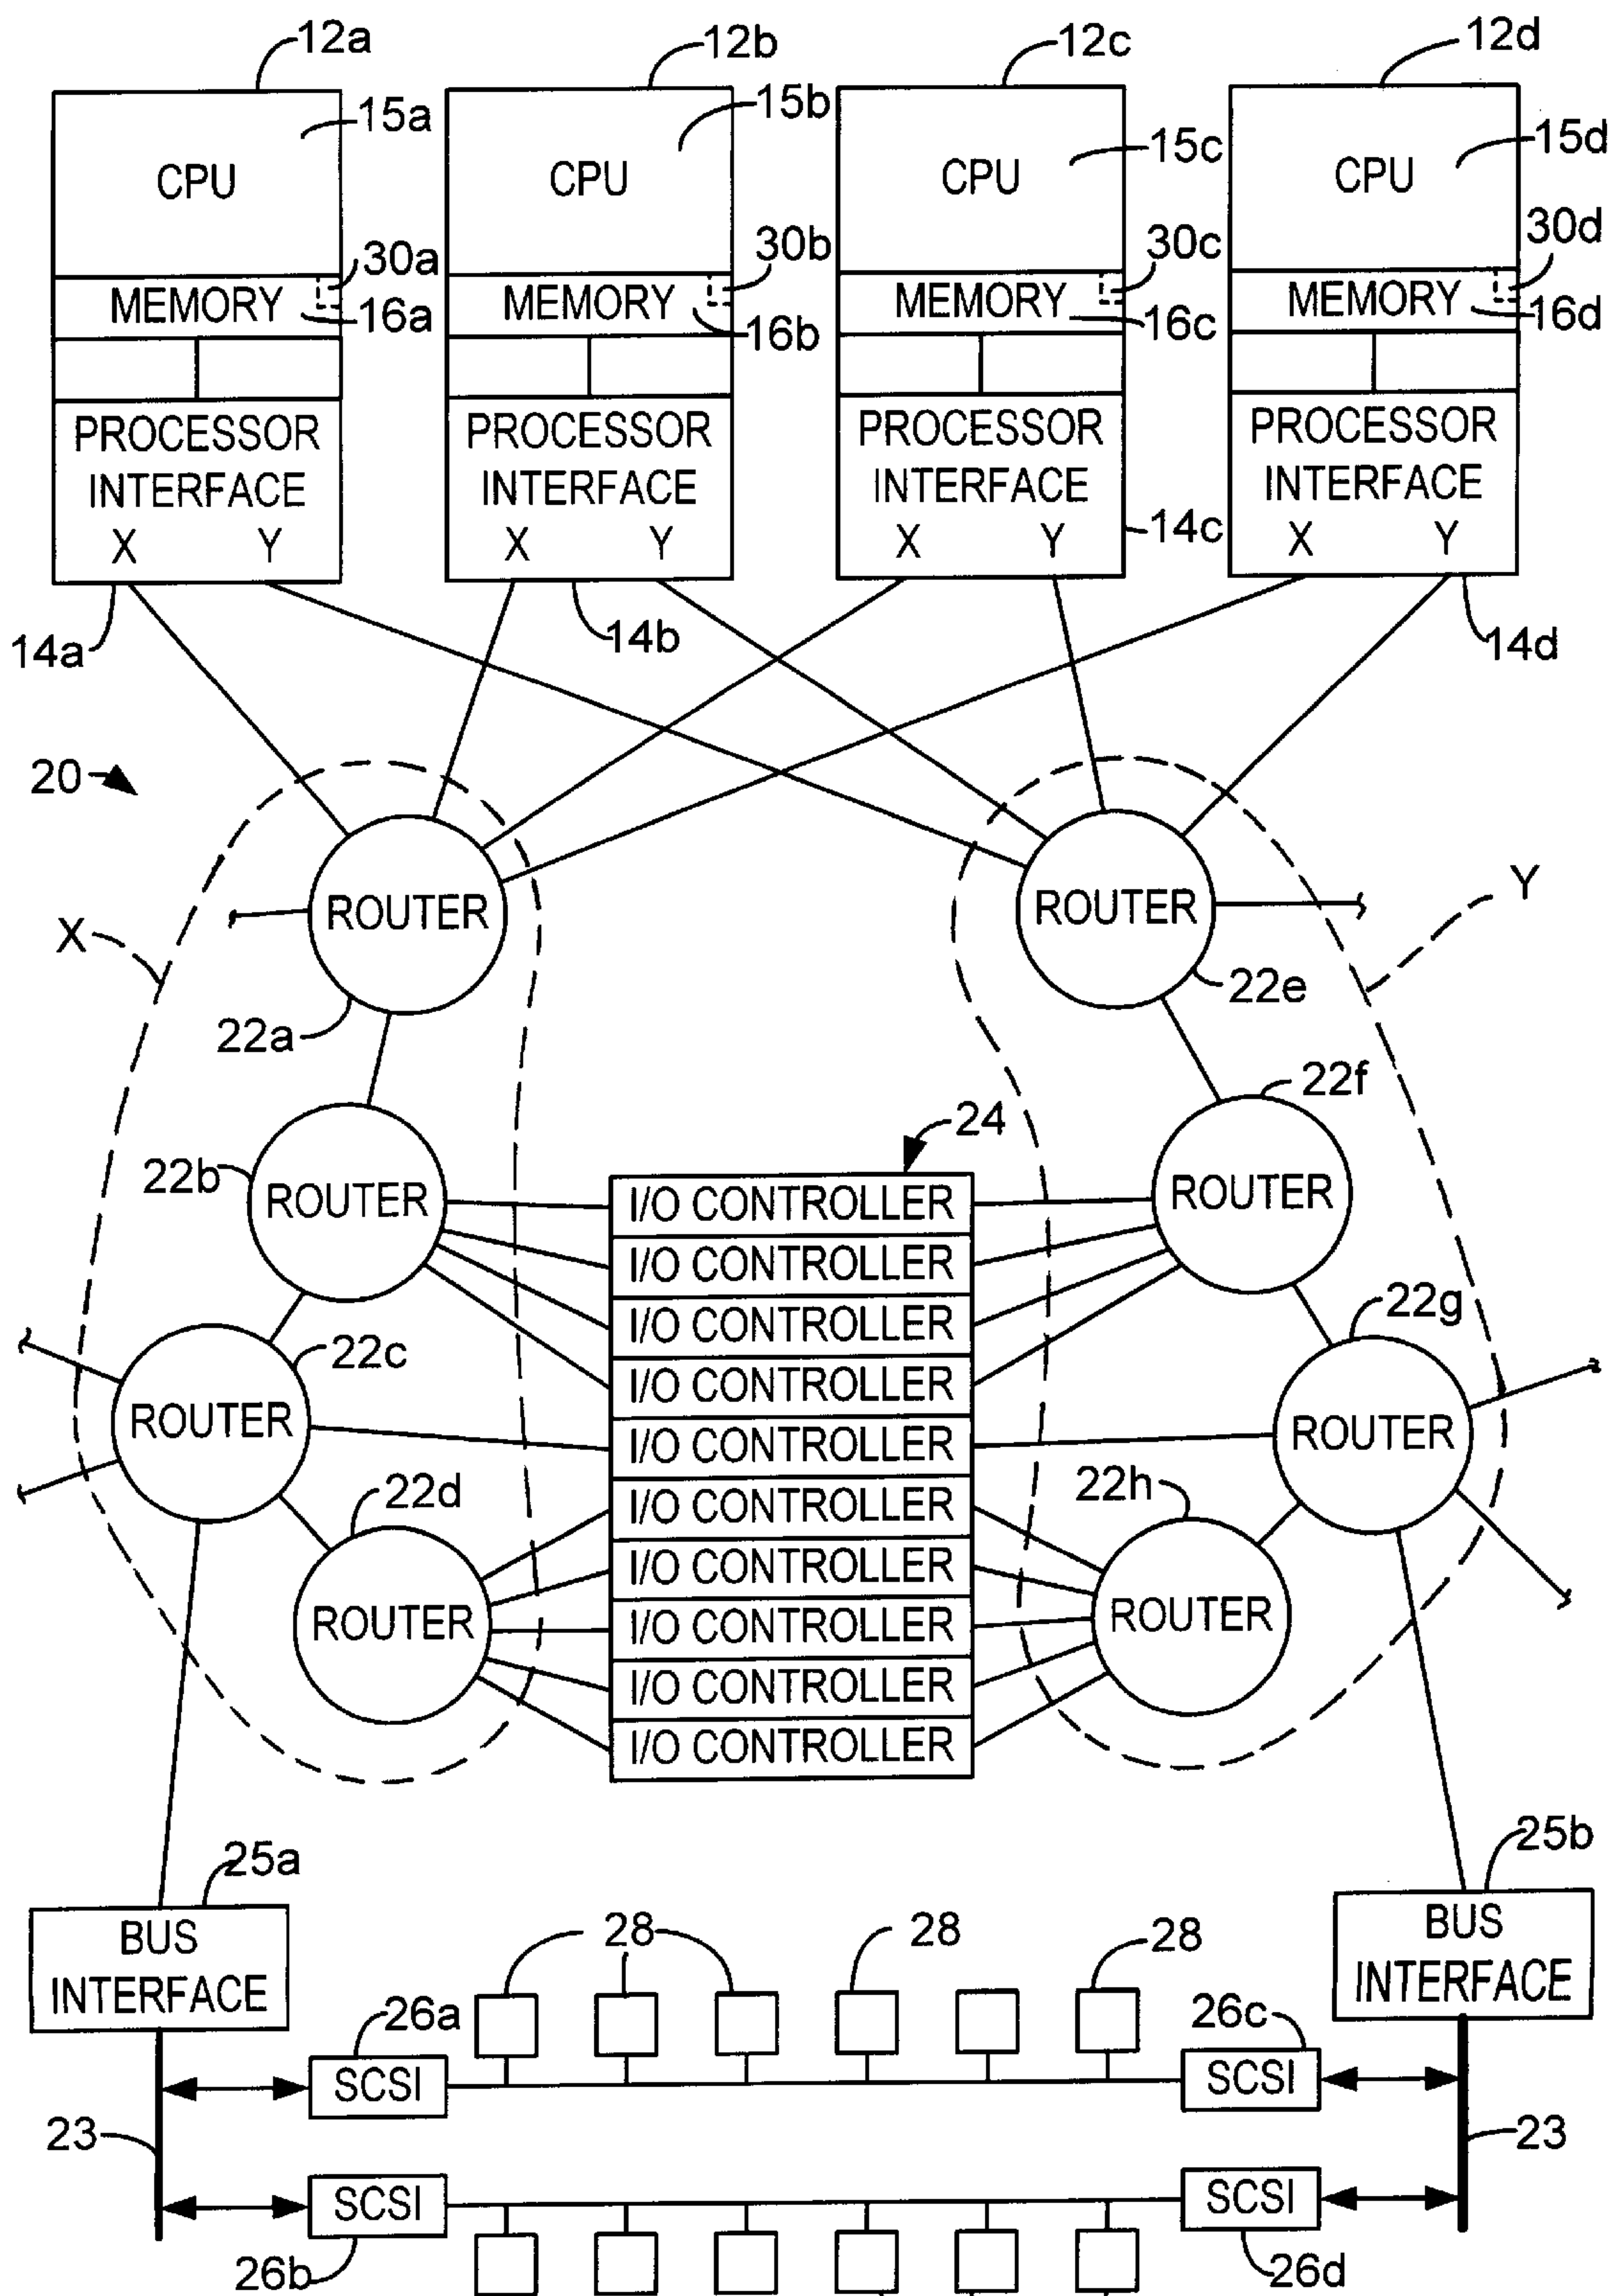 12a 12b 12c 12d
15a 15b 15c 15d
CPU CPU CPU CPU
30a 30b 30c 30d
MEMORY MEMORY MEMORY MEMORY
16a 16b 16c 16d
PROCESSOR INTERFACE PROCESSOR INTERFACE PROCESSOR INTERFACE PROCESSOR INTERFACE
X Y X Y X Y X Y
14c
14a 14b 14d
20
ROUTER ROUTER
X Y
22a 22e
22f
24
22b
ROUTER I/O CONTROLLER ROUTER
I/O CONTROLLER
I/O CONTROLLER
22g
22c
I/O CONTROLLER
ROUTER I/O CONTROLLER ROUTER
22d 22h
I/O CONTROLLER
I/O CONTROLLER
ROUTER I/O CONTROLLER ROUTER
I/O CONTROLLER
I/O CONTROLLER
25a 25b
BUS INTERFACE 28 28 28 BUS INTERFACE
26a 26c
SCSI SCSI
23 23
SCSI SCSI
26b 26d